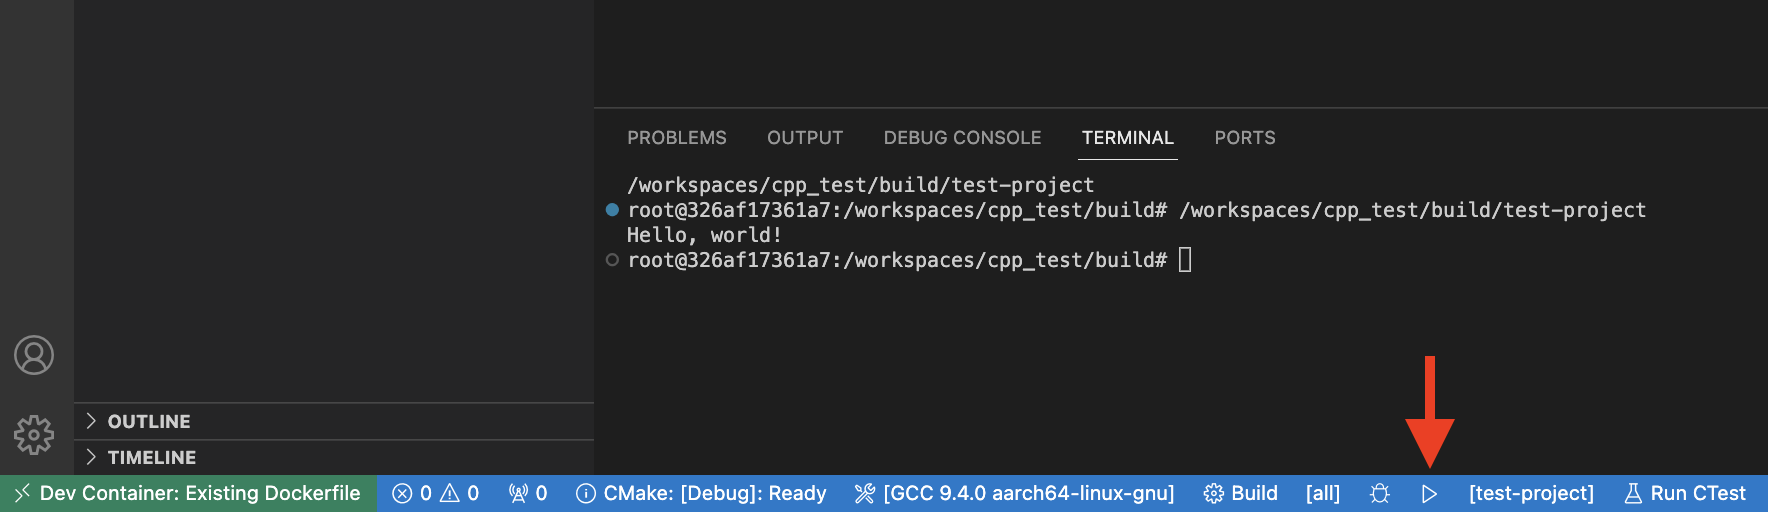 PROBLEMS OUTPUT DEBUG CONSOLE TERMINAL PORTS
/workspaces/cpp_test/build/test-project
root@326af17361a7:/workspaces/cpp_test/build# /workspaces/cpp_test/build/test-project
Hello, world!
root@326af17361a7:/workspaces/cpp_test/build#
OUTLINE
TIMELINE
Dev Container: Existing Dockerfile 0 0 0 CMake: [Debug]: Ready [GCC 9.4.0 aarch64-linux-gnu] Build [all] [test-project] Run CTest